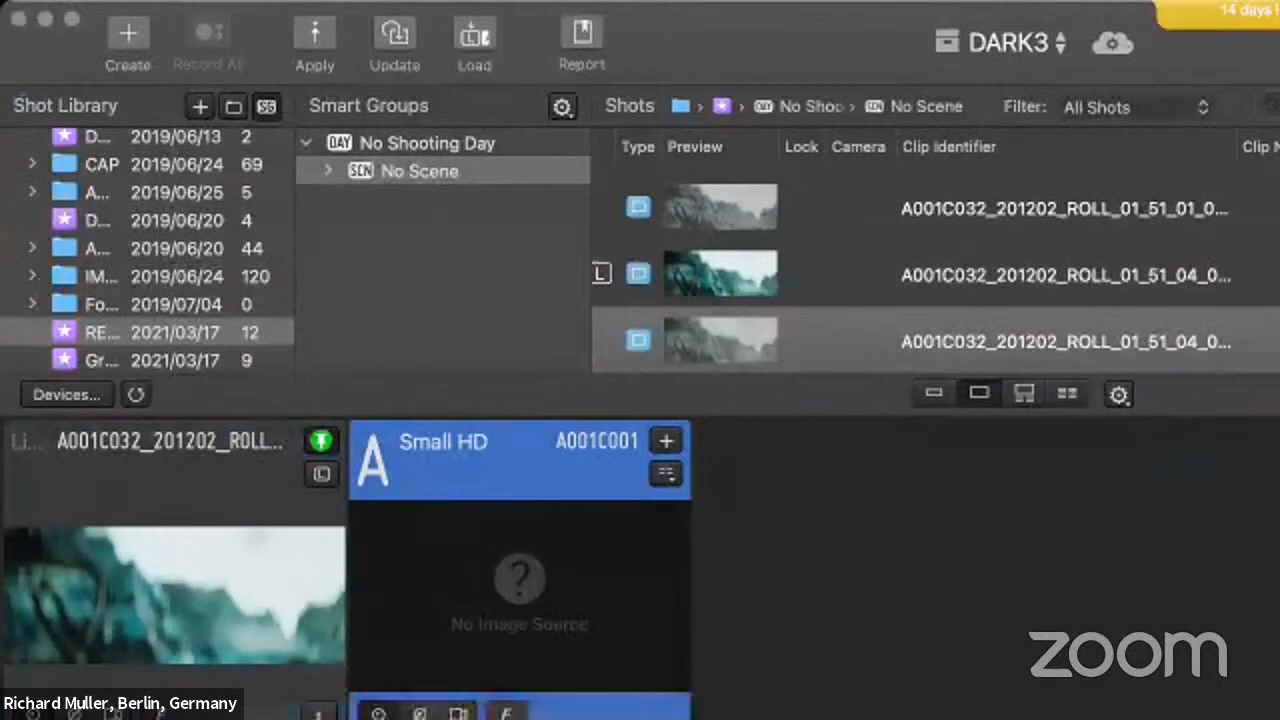 14 days
Create
Record All
Apply
Update
Load
Report
DARK3
Shot Library
Smart Groups
Shots
No Shoo
No Scene
Filter:
All Shots
D... 2019/06/13 2
CAP 2019/06/24 69
A... 2019/06/25 5
D... 2019/06/20 4
A... 2019/06/20 44
IM... 2019/06/24 120
Fo... 2019/07/04 0
RE... 2021/03/17 12
Gr... 2021/03/17 9
DAY No Shooting Day
SCN No Scene
Type Preview Lock Camera Clip Identifier Clip
A001C032_201202_ROLL_01_51_01_0...
L A001C032_201202_ROLL_01_51_04_0...
A001C032_201202_ROLL_01_51_04_0...
Devices...
Li... A001C032_201202_ROLL...
A Small HD A001C001
No Image Source
zoom
Richard Muller, Berlin, Germany